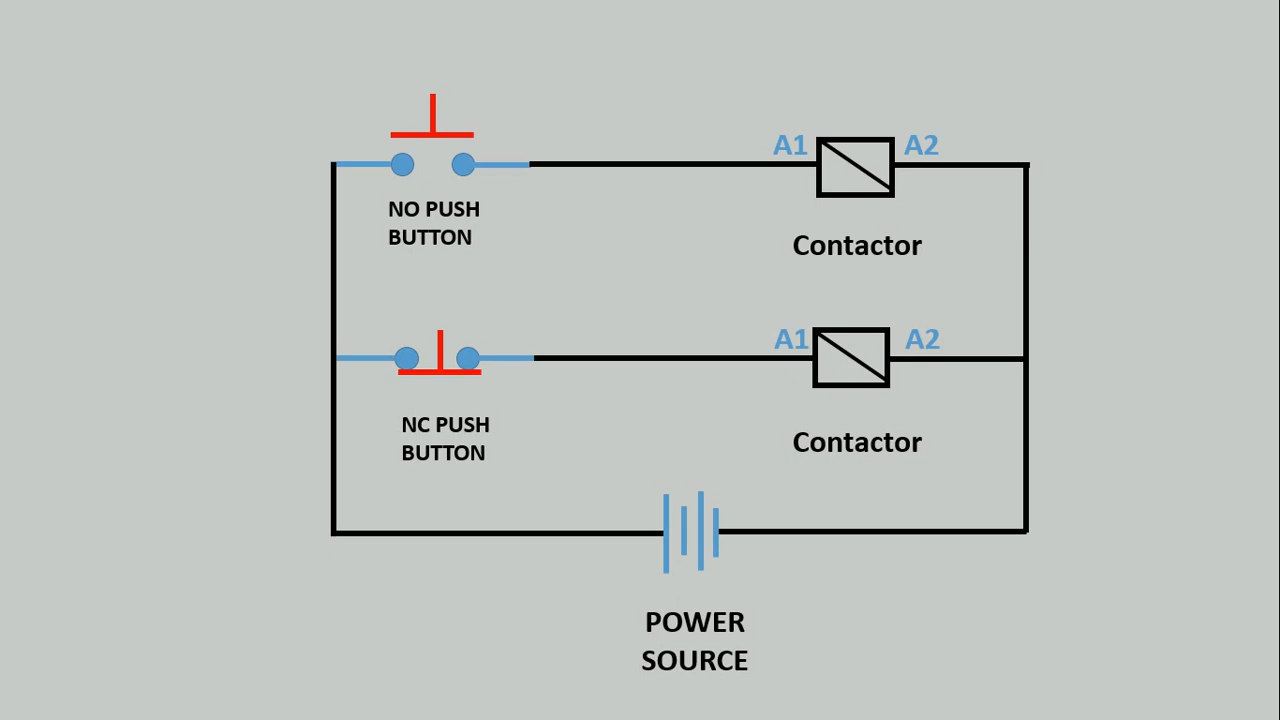 A1 A2
NO PUSH
BUTTON
Contactor
A1 A2
NC PUSH
BUTTON
Contactor
POWER
SOURCE